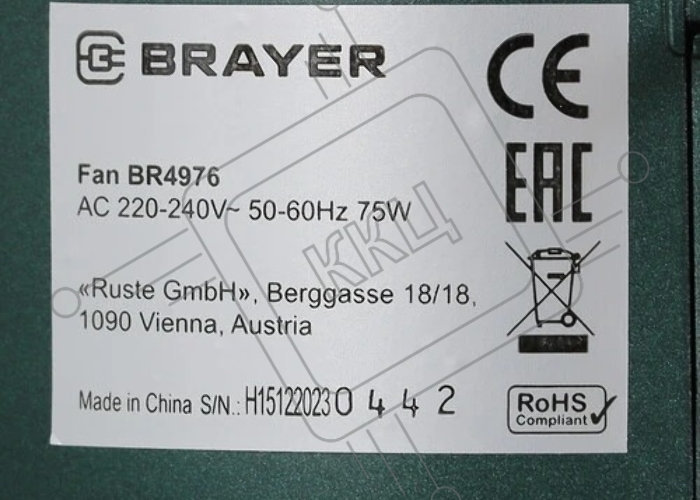 BRAYER
CE
EAC
Fan BR4976
AC 220-240V~ 50-60Hz 75W
«Ruste GmbH», Berggasse 18/18,
1090 Vienna, Austria
Made in China S/N.: H15122023 0 4 4 2
RoHS
Compliant
ККЦ